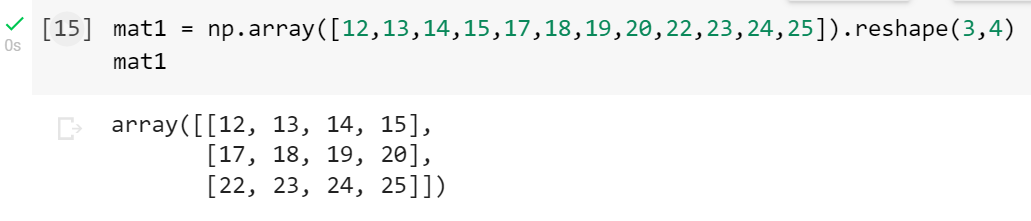 [15] mat1 = np.array([12,13,14,15,17,18,19,20,22,23,24,25]).reshape(3,4)
0s
mat1
array([[12, 13, 14, 15],
       [17, 18, 19, 20],
       [22, 23, 24, 25]])